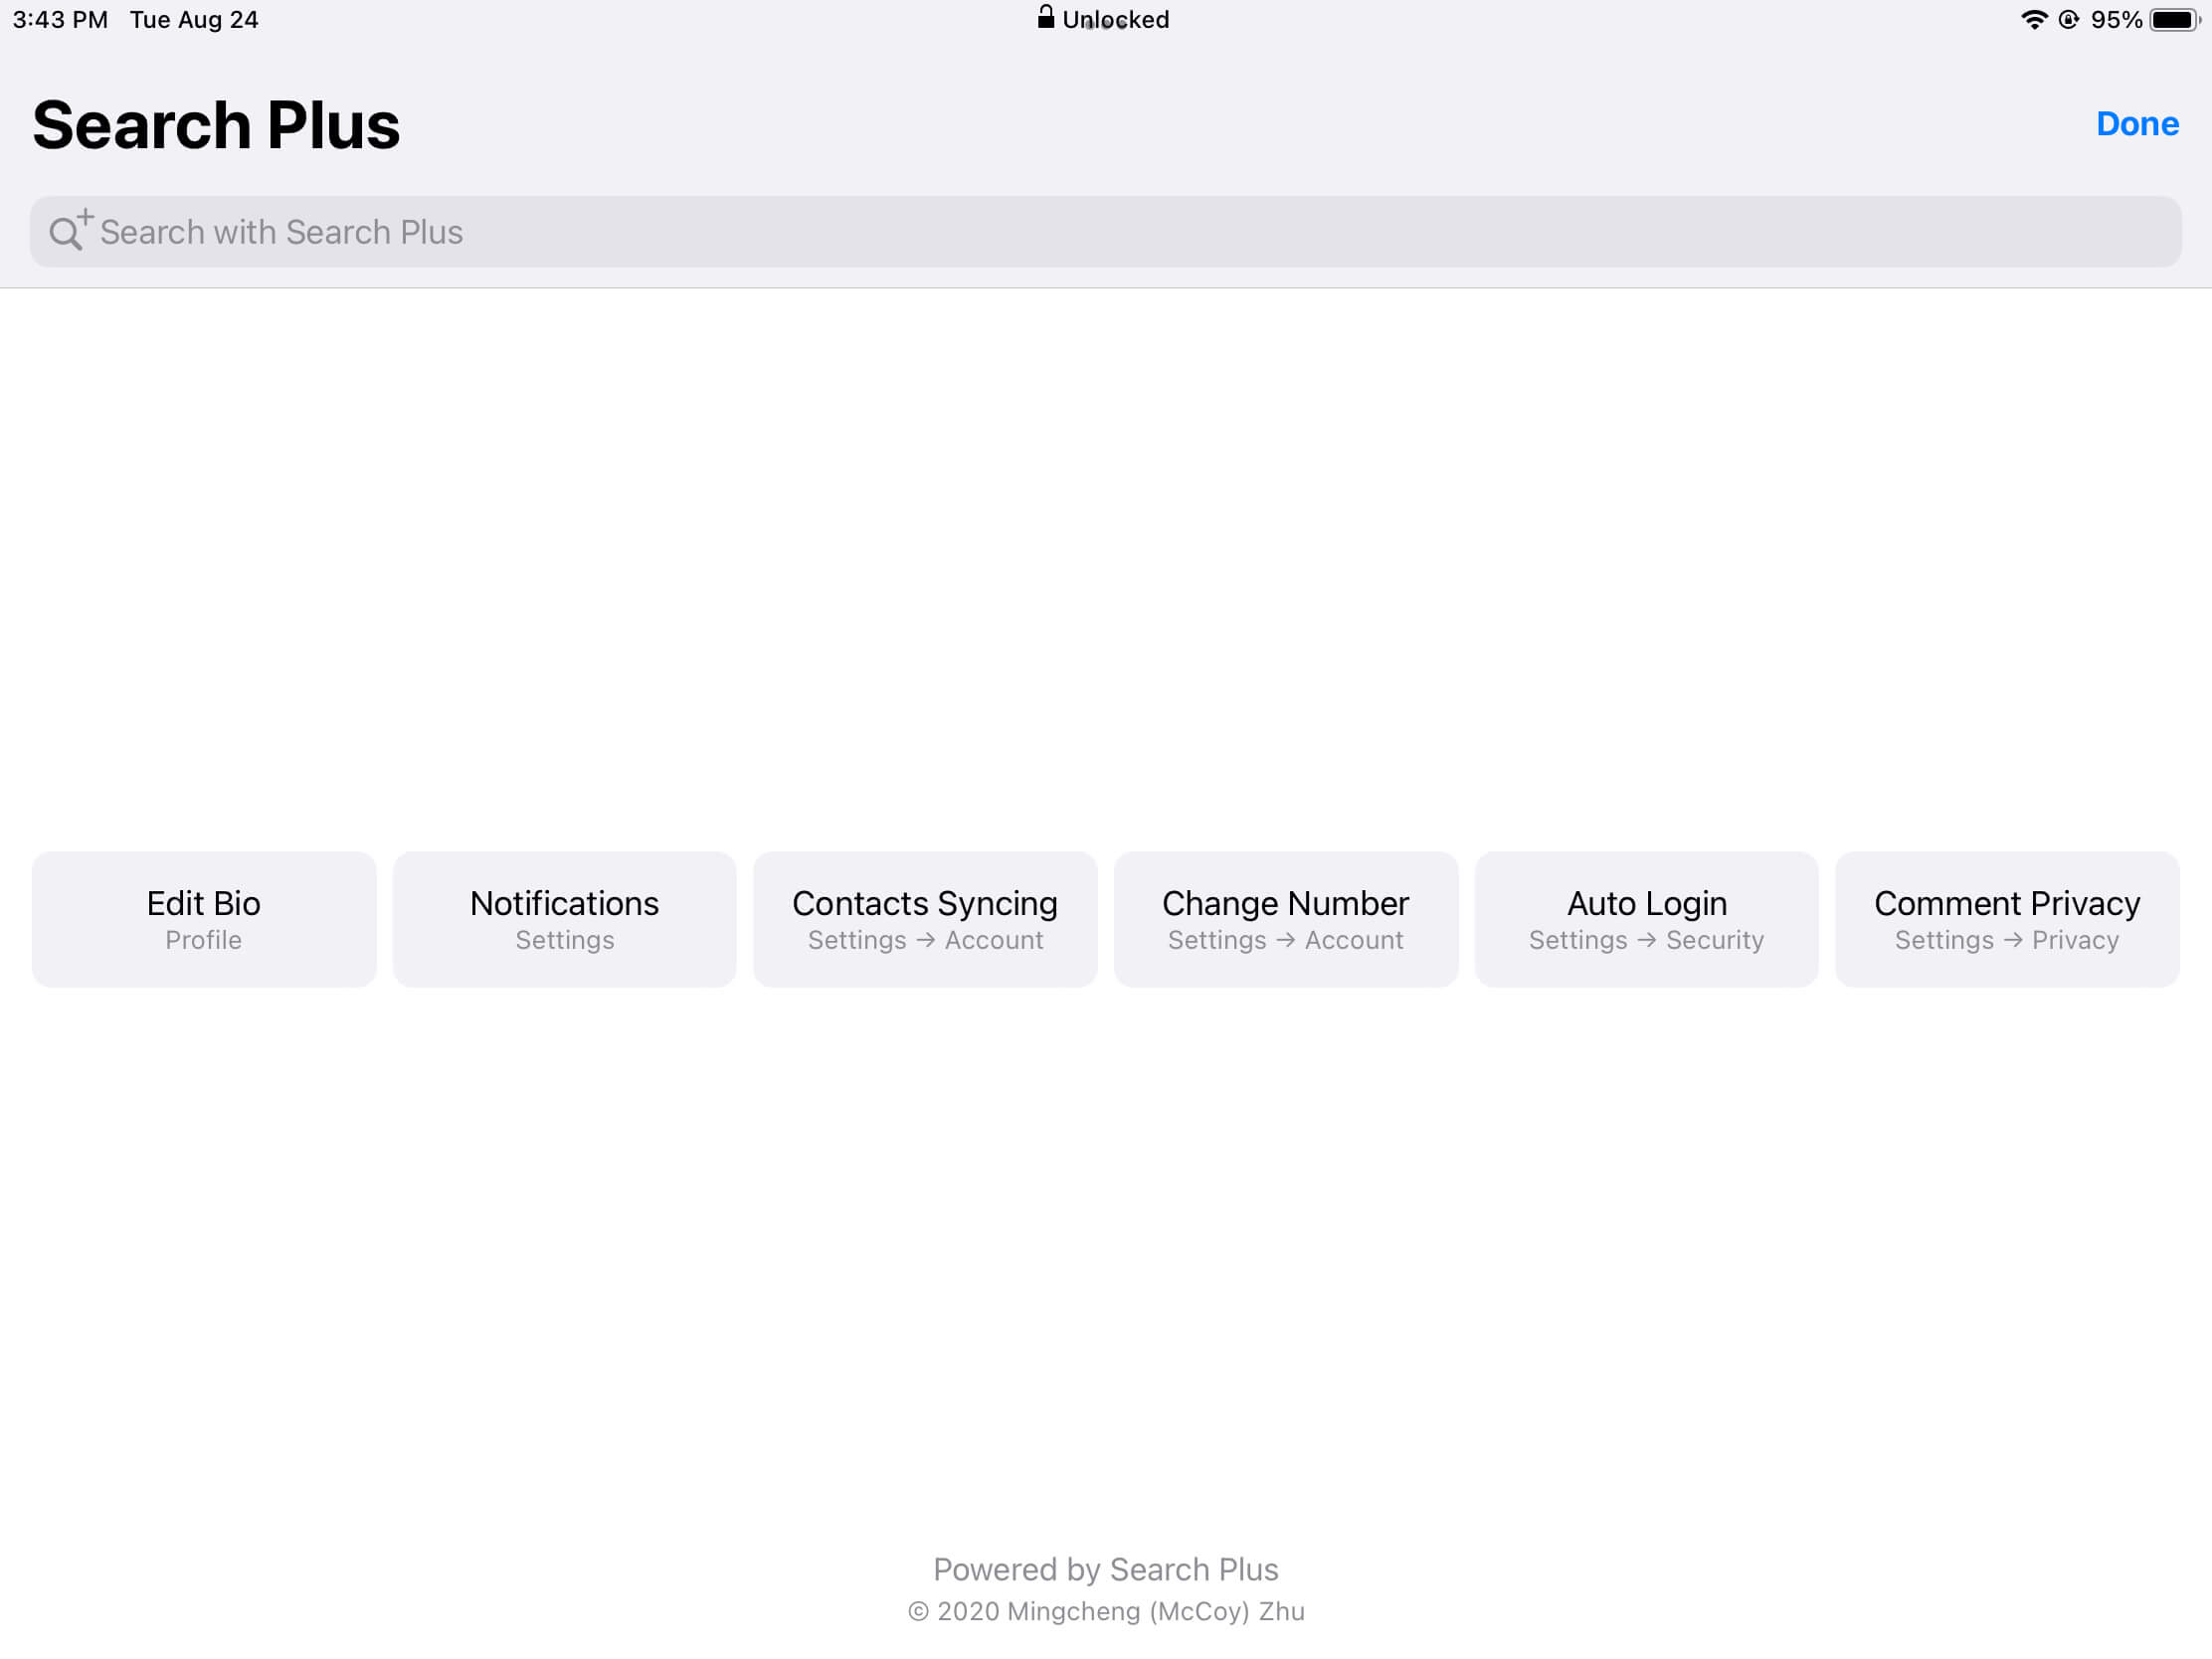 3:43 PM Tue Aug 24 Unlocked 95%
Search Plus Done
Search with Search Plus
Edit Bio
Profile
Notifications
Settings
Contacts Syncing
Settings → Account
Change Number
Settings → Account
Auto Login
Settings → Security
Comment Privacy
Settings → Privacy
Powered by Search Plus
© 2020 Mingcheng (McCoy) Zhu